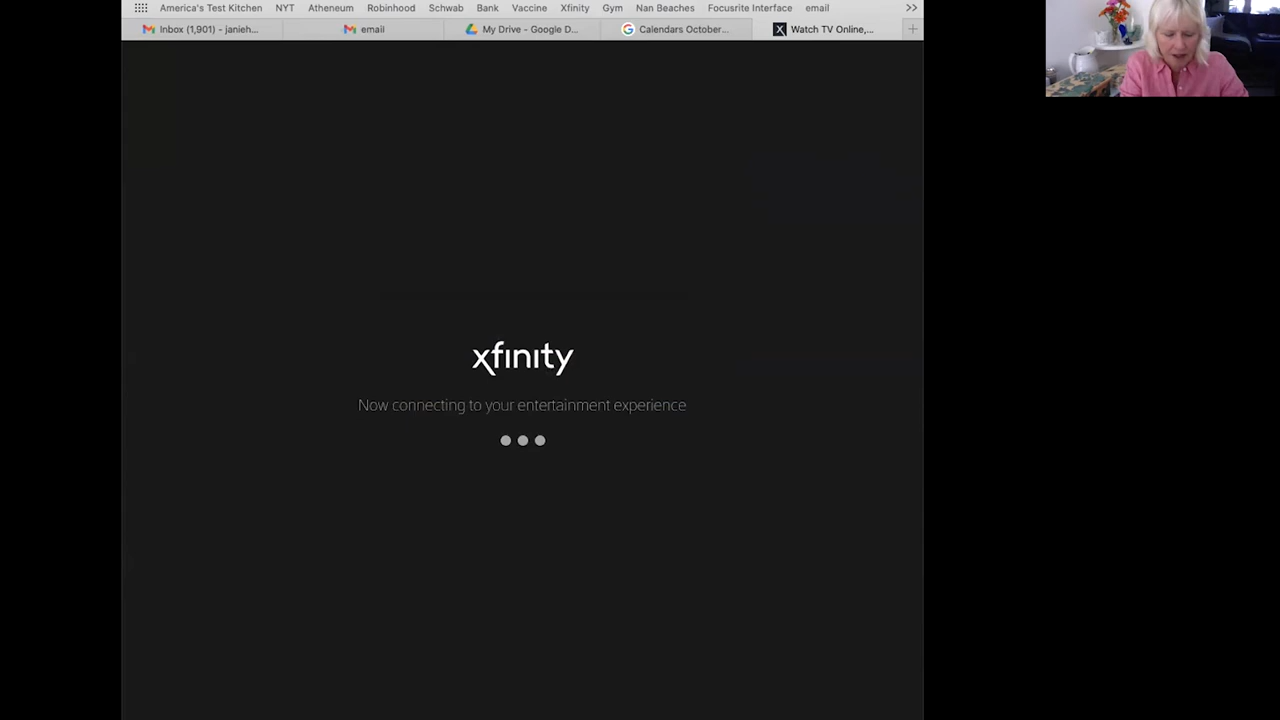 America's Test Kitchen NYT Atheneum Robinhood Schwab Bank Vaccine Xfinity Gym Nan Beaches Focusrite Interface email >>
Inbox (1,901) - janieh... email My Drive - Google D... Calendars October... Watch TV Online,... +
xfinity
Now connecting to your entertainment experience